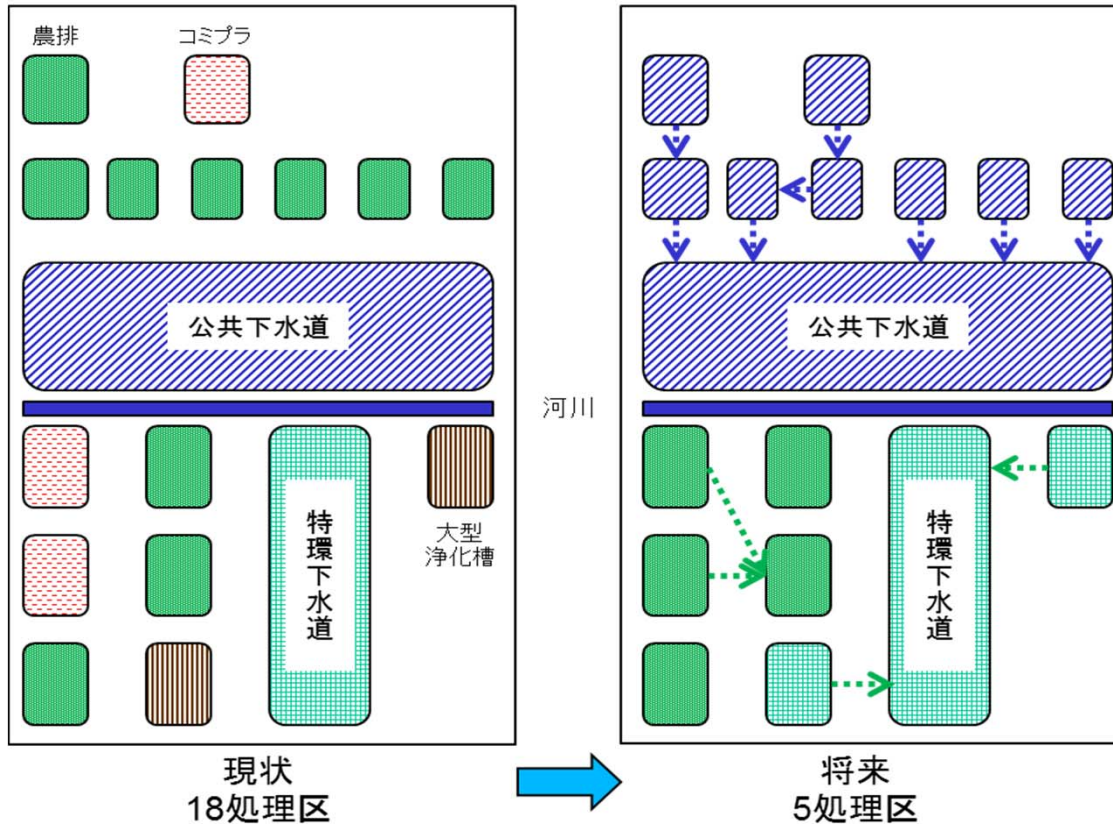 農排
コミプラ
公共下水道
公共下水道
河川
特環下水道
大型
浄化槽
特環下水道
現状
18処理区
将来
5処理区